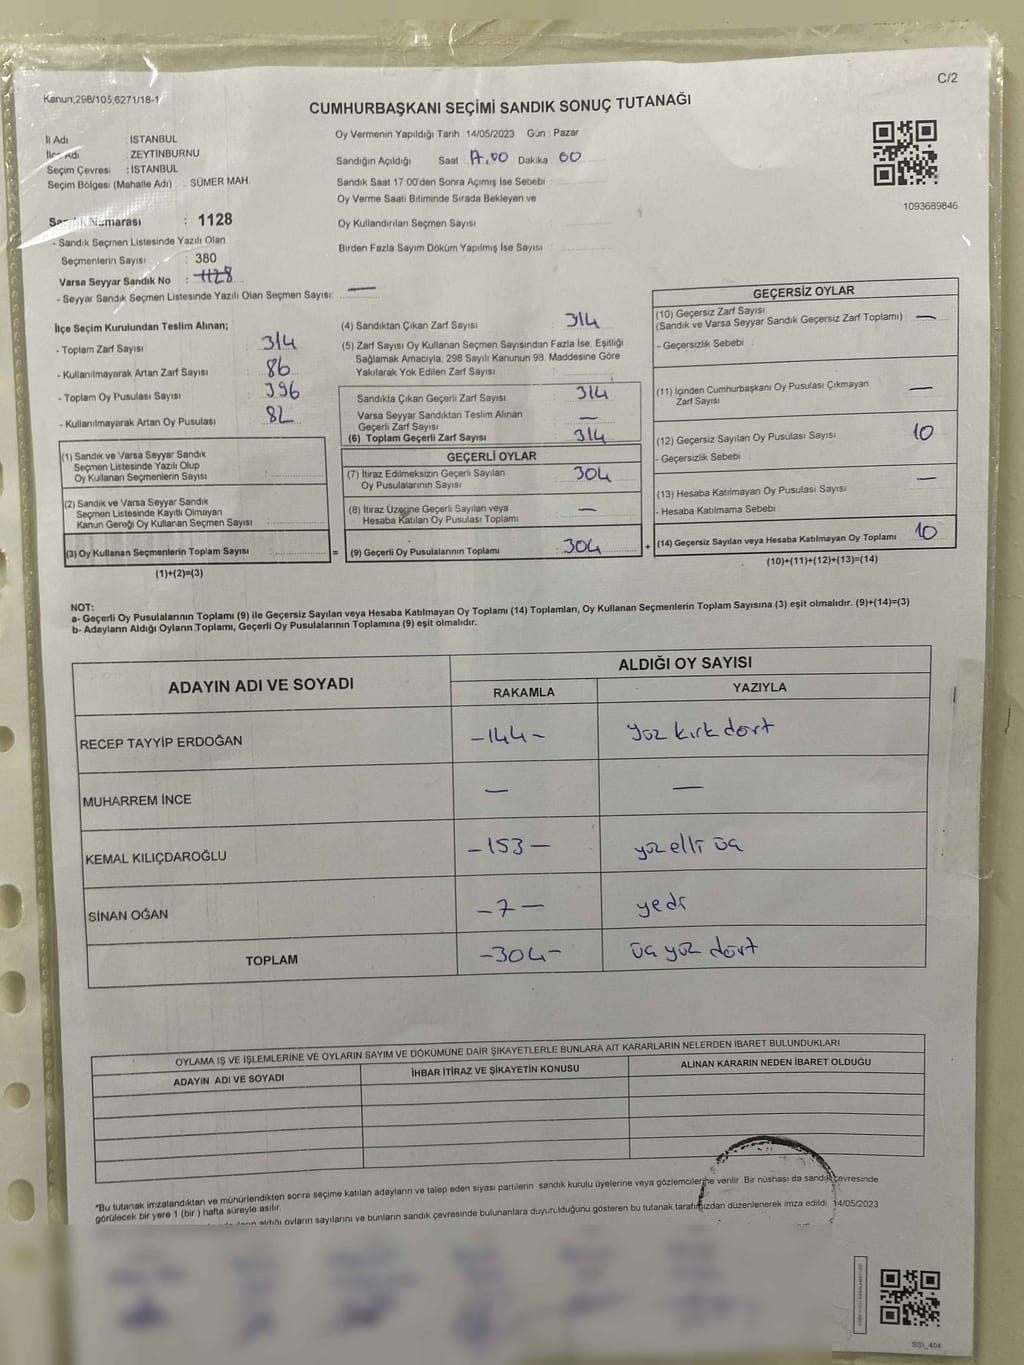 C/2
Kanun;298/105,6271/18-1
CUMHURBAŞKANI SEÇİMİ SANDIK SONUÇ TUTANAĞI
İl Adı : İSTANBUL
Adı : ZEYTİNBURNU
Seçim Çevresi : İSTANBUL
Seçim Bölgesi (Mahalle Adı) : SÜMER MAH.
Oy Vermenin Yapıldığı Tarih : 14/05/2023 Gün : Pazar
Sandığın Açıldığı Saat 17.00 Dakika 00
Sandık Saat 17:00'den Sonra Açımış İse Sebebi :
Oy Verme Saati Bitiminde Sırada Bekleyen ve
Oy Kullandırılan Seçmen Sayısı
Birden Fazla Sayım Döküm Yapılmış İse Sayısı :
1093689846
Numarası : 1128
- Sandık Seçmen Listesinde Yazılı Olan
Seçmenlerin Sayısı : 380
Varsa Seyyar Sandık No : 1128
- Seyyar Sandık Seçmen Listesinde Yazılı Olan Seçmen Sayısı: —
İlçe Seçim Kurulundan Teslim Alınan;
- Toplam Zarf Sayısı : 314
- Kullanılmayarak Artan Zarf Sayısı : 86
- Toplam Oy Pusulası Sayısı : 396
- Kullanılmayarak Artan Oy Pusulası : 82
(1) Sandık ve Varsa Seyyar Sandık
Seçmen Listesinde Yazılı Olup
Oy Kullanan Seçmenlerin Sayısı :
(2) Sandık ve Varsa Seyyar Sandık
Seçmen Listesinde Kayıtlı Olmayan
Kanun Gereği Oy Kullanan Seçmen Sayısı :
(3) Oy Kullanan Seçmenlerin Toplam Sayısı : =
(1)+(2)=(3)
(4) Sandıktan Çıkan Zarf Sayısı : 314
(5) Zarf Sayısı Oy Kullanan Seçmen Sayısından Fazla İse, Eşitliği
Sağlamak Amacıyla; 298 Sayılı Kanunun 98. Maddesine Göre
Yakılarak Yok Edilen Zarf Sayısı :
Sandıkta Çıkan Geçerli Zarf Sayısı : 314
Varsa Seyyar Sandıktan Teslim Alınan
Geçerli Zarf Sayısı : —
(6) Toplam Geçerli Zarf Sayısı : 314
GEÇERLİ OYLAR
(7) İtiraz Edilmeksizin Geçerli Sayılan
Oy Pusulalarının Sayısı : 304
(8) İtiraz Üzerine Geçerli Sayılan veya
Hesaba Katılan Oy Pusulası Toplamı : —
(9) Geçerli Oy Pusulalarının Toplamı : 304 +
GEÇERSİZ OYLAR
(10) Geçersiz Zarf Sayısı
(Sandık ve Varsa Seyyar Sandık Geçersiz Zarf Toplamı) : —
- Geçersizlik Sebebi :
(11) İçinden Cumhurbaşkanı Oy Pusulası Çıkmayan
Zarf Sayısı : —
(12) Geçersiz Sayılan Oy Pusulası Sayısı : 10
- Geçersizlik Sebebi :
(13) Hesaba Katılmayan Oy Pusulası Sayısı : —
- Hesaba Katılmama Sebebi :
(14) Geçersiz Sayılan veya Hesaba Katılmayan Oy Toplamı : 10
(10)+(11)+(12)+(13)=(14)
NOT:
a- Geçerli Oy Pusulalarının Toplamı (9) ile Geçersiz Sayılan veya Hesaba Katılmayan Oy Toplamı (14) Toplamları, Oy Kullanan Seçmenlerin Toplam Sayısına (3) eşit olmalıdır. (9)+(14)=(3)
b- Adayların Aldığı Oyların Toplamı, Geçerli Oy Pusulalarının Toplamına (9) eşit olmalıdır.
ADAYIN ADI VE SOYADI
ALDIĞI OY SAYISI
RAKAMLA YAZIYLA
RECEP TAYYİP ERDOĞAN -144- yüz kırk dört
MUHARREM İNCE — —
KEMAL KILIÇDAROĞLU -153- yüz elli üç
SİNAN OĞAN -7- yedi
TOPLAM -304- üç yüz dört
OYLAMA İŞ VE İŞLEMLERİNE VE OYLARIN SAYIM VE DÖKÜMÜNE DAİR ŞİKAYETLERLE BUNLARA AİT KARARLARIN NELERDEN İBARET BULUNDUKLARI
ADAYIN ADI VE SOYADI İHBAR İTİRAZ VE ŞİKAYETİN KONUSU ALINAN KARARIN NEDEN İBARET OLDUĞU
*Bu tutanak imzalandıktan ve mühürlendikten sonra seçime katılan adayların ve talep eden siyasi partilerin sandık kurulu üyelerine veya gözlemcilerine verilir. Bir nüshası da sandık çevresinde
görülecek bir yere 1 (bir) hafta süreyle asılır.
aldığı oyların sayılarını ve bunların sandık çevresinde bulunanlara duyurulduğunu gösteren bu tutanak tarafımızdan düzenlenerek imza edildi. 14/05/2023
SSI_404